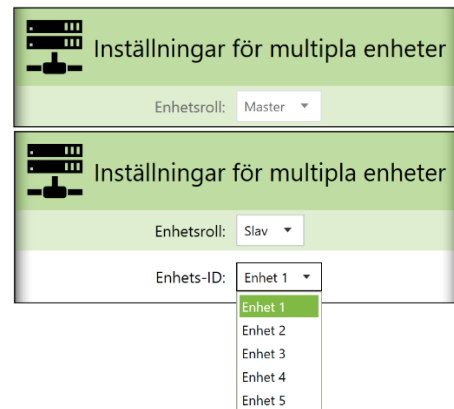 Inställningar för multipla enheter
Enhetsroll: Master
Inställningar för multipla enheter
Enhetsroll: Slav
Enhets-ID: Enhet 1
Enhet 1
Enhet 2
Enhet 3
Enhet 4
Enhet 5